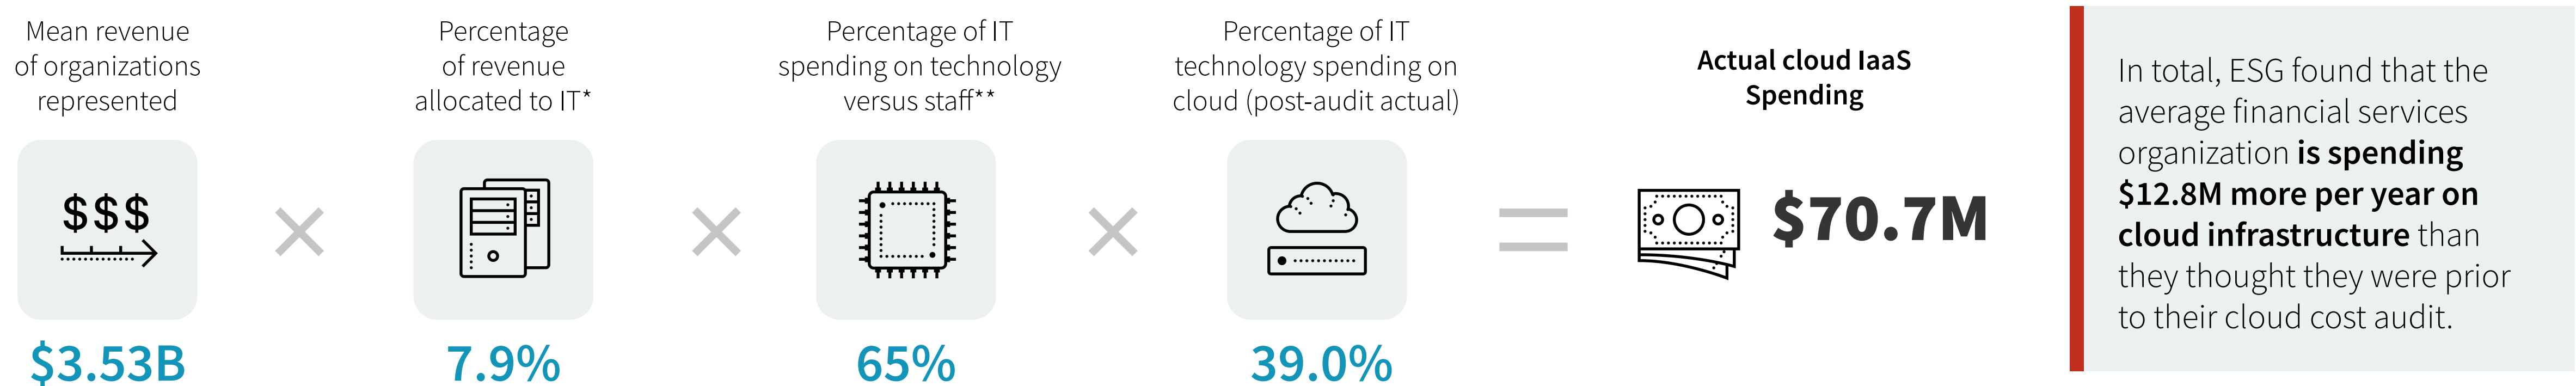 Mean revenue
of organizations
represented
$$$
$3.53B
Percentage
of revenue
allocated to IT*
7.9%
Percentage of IT
spending on technology
versus staff**
65%
Percentage of IT
technology spending on
cloud (post-audit actual)
39.0%
Actual cloud IaaS
Spending
$70.7M
In total, ESG found that the
average financial services
organization is spending
$12.8M more per year on
cloud infrastructure than
they thought they were prior
to their cloud cost audit.